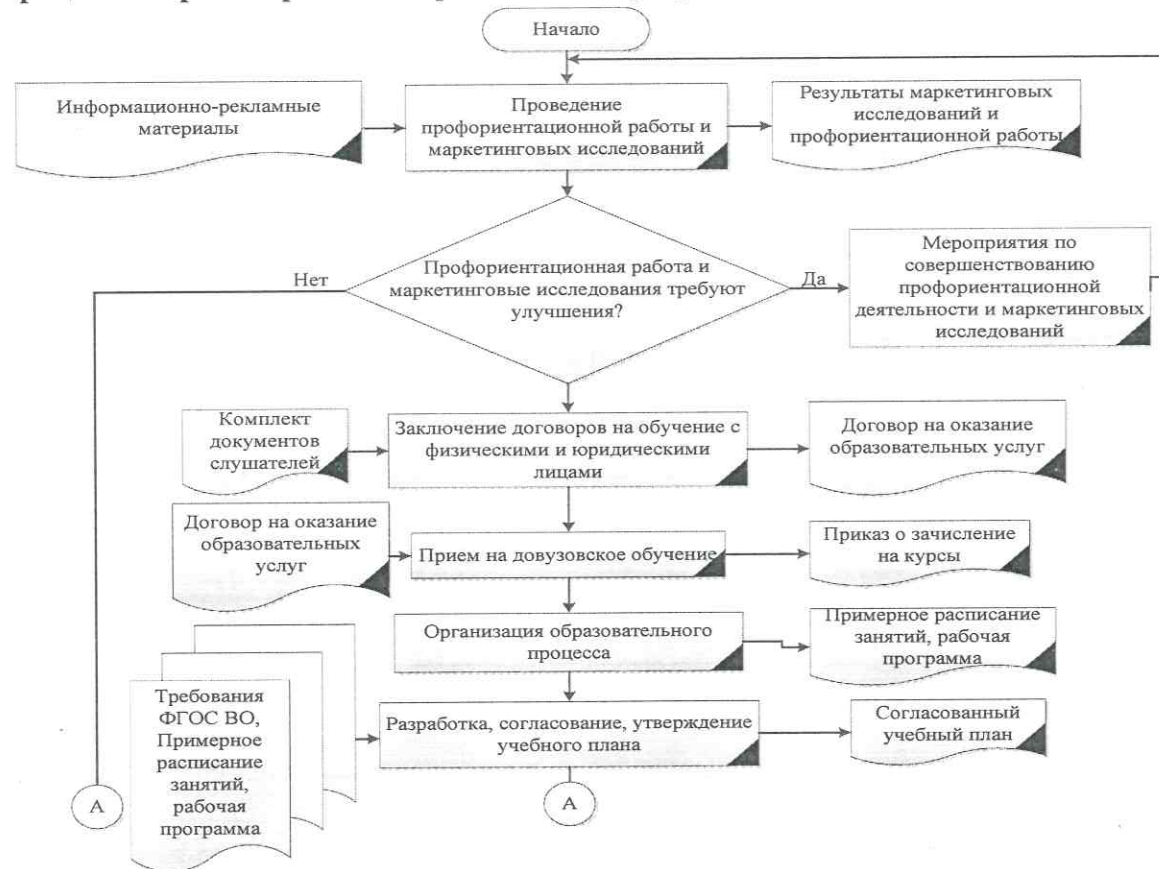 Начало
Информационно-рекламные
материалы
Проведение
профориентационной работы и
маркетинговых исследований
Результаты маркетинговых
исследований и
профориентационной работы
Профориентационная работа и
маркетинговые исследования требуют
улучшения?
Нет
Да
Мероприятия по
совершенствованию
профориентационной
деятельности и маркетинговых
исследований
Комплект
документов
слушателей
Заключение договоров на обучение с
физическими и юридическими
лицами
Договор на оказание
образовательных услуг
Договор на оказание
образовательных
услуг
Прием на довузовское обучение
Приказ о зачисление
на курсы
Организация образовательного
процесса
Примерное расписание
занятий, рабочая
программа
Требования
ФГОС ВО,
Примерное
расписание
занятий,
рабочая
программа
Разработка, согласование, утверждение
учебного плана
Согласованный
учебный план
А
А